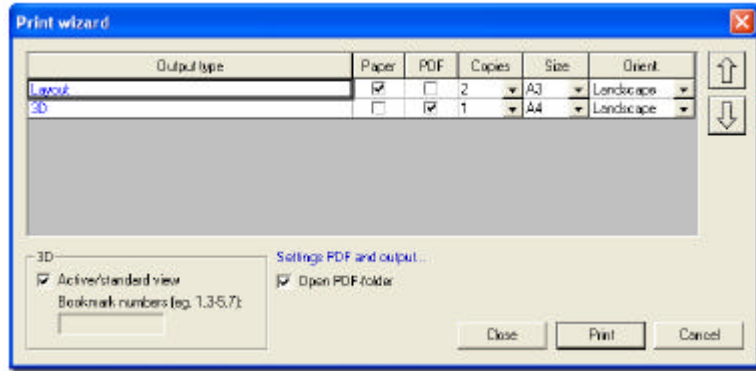 Print wizard
Output type Paper PDF Copies Size Orient.
Layout 2 A3 Landscape
3D 1 A4 Landscape
3D
Settings PDF and output...
Active/standard view
Open PDF-folder
Bookmark numbers (eg. 1,3-5,7):
Close Print Cancel